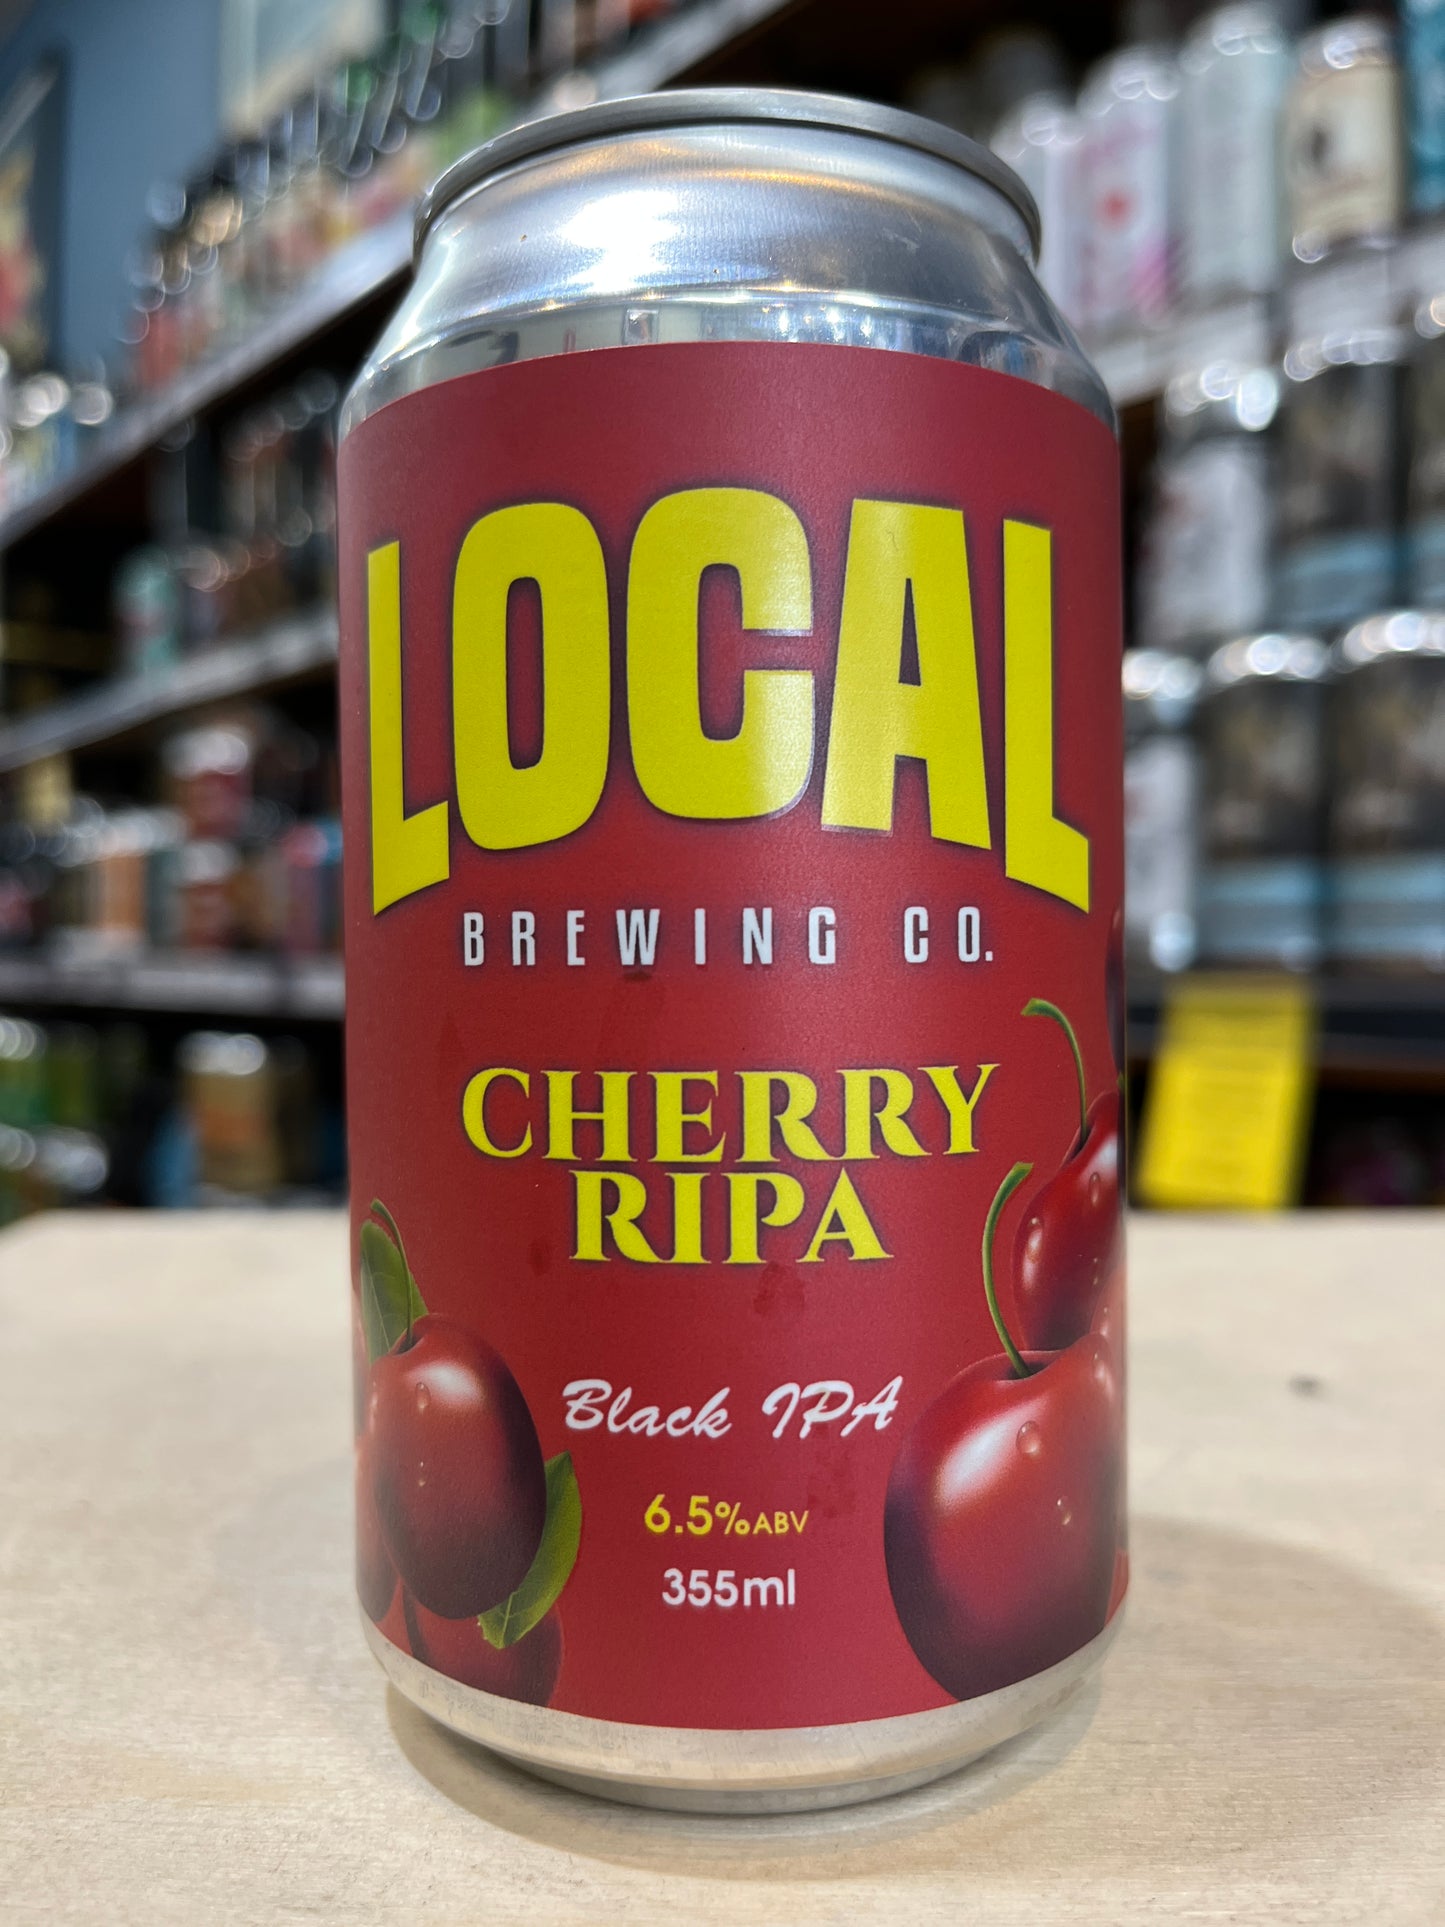 LOCAL
BREWING CO.
CHERRY
RIPA
Black IPA
6.5%ABV
355ml